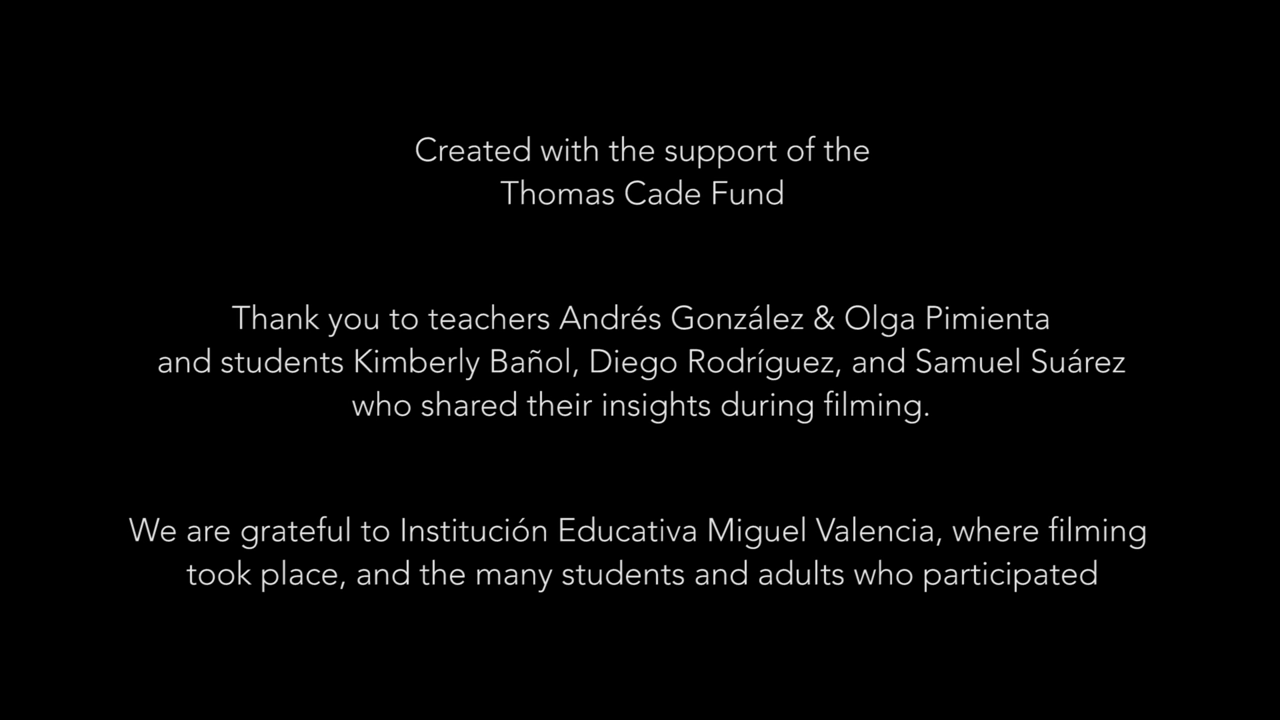 Created with the support of the
Thomas Cade Fund
Thank you to teachers Andrés González & Olga Pimienta
and students Kimberly Bañol, Diego Rodríguez, and Samuel Suárez
who shared their insights during filming.
We are grateful to Institución Educativa Miguel Valencia, where filming
took place, and the many students and adults who participated